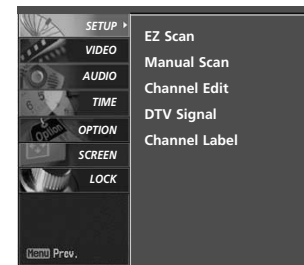 SETUP
VIDEO
AUDIO
TIME
OPTION
SCREEN
LOCK
Menu Prev.
EZ Scan
Manual Scan
Channel Edit
DTV Signal
Channel Label